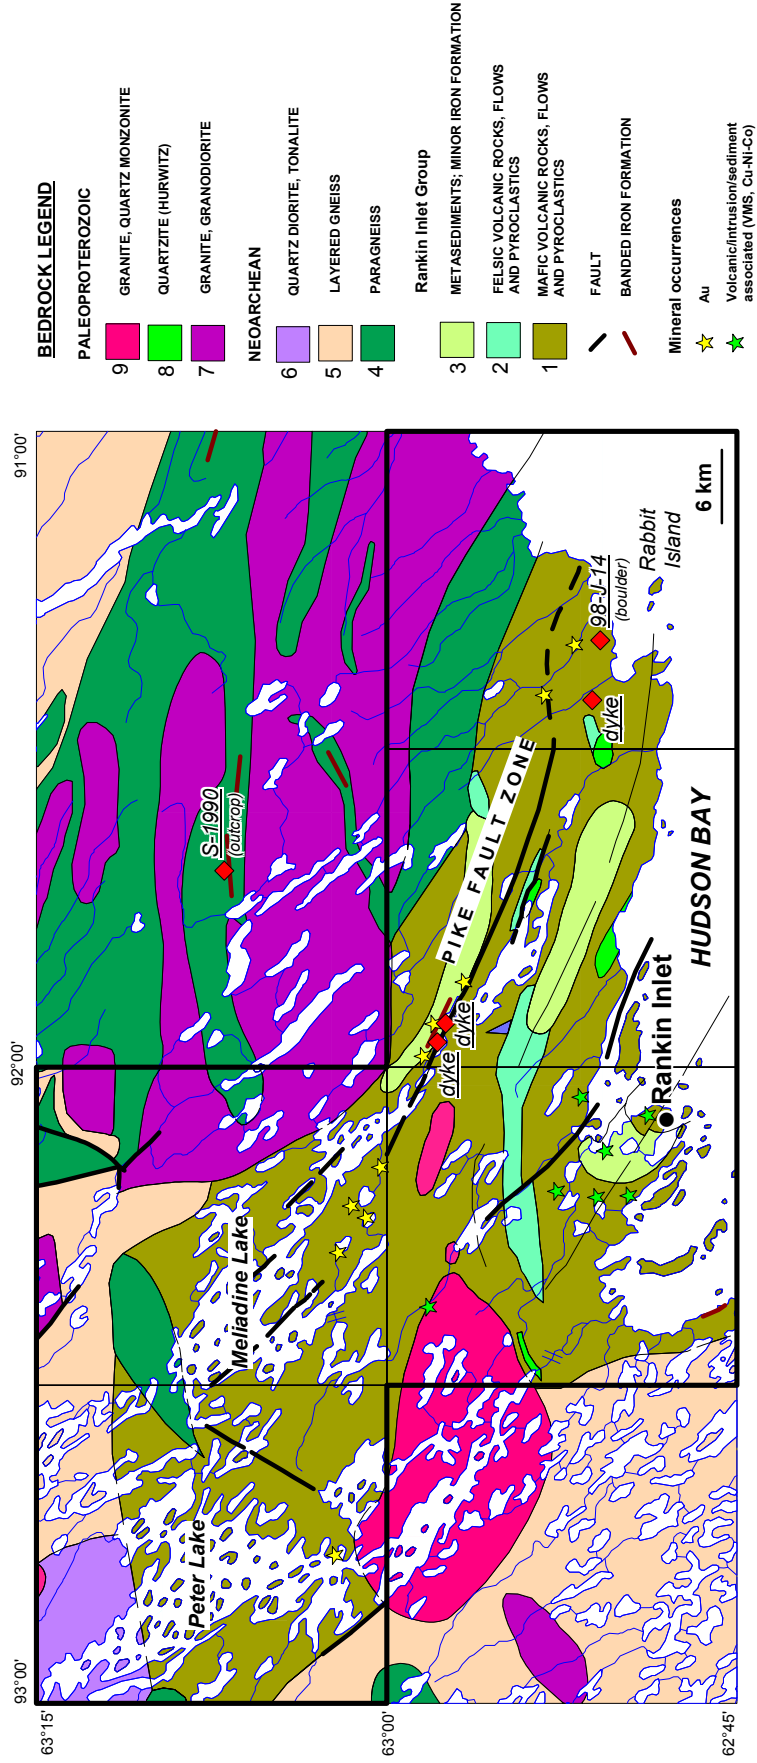 BEDROCK LEGEND
PALEOPROTEROZOIC
9 GRANITE, QUARTZ MONZONITE
8 QUARTZITE (HURWITZ)
7 GRANITE, GRANODIORITE
NEOARCHEAN
6 QUARTZ DIORITE, TONALITE
5 LAYERED GNEISS
4 PARAGNEISS
Rankin Inlet Group
3 METASEDIMENTS; MINOR IRON FORMATION
2 FELSIC VOLCANIC ROCKS, FLOWS
AND PYROCLASTICS
1 MAFIC VOLCANIC ROCKS, FLOWS
AND PYROCLASTICS
FAULT
BANDED IRON FORMATION
Mineral occurrences
Au
Volcanic/intrusion/sediment
associated (VMS, Cu-Ni-Co)
93°00'
92°00'
91°00'
63°15'
63°00'
62°45'
S-1990
(outcrop)
Peter Lake
Meliadine Lake
PIKE FAULT ZONE
dyke
dyke
dyke
98-J-14
(boulder)
Rabbit
Island
Rankin Inlet
HUDSON BAY
6 km